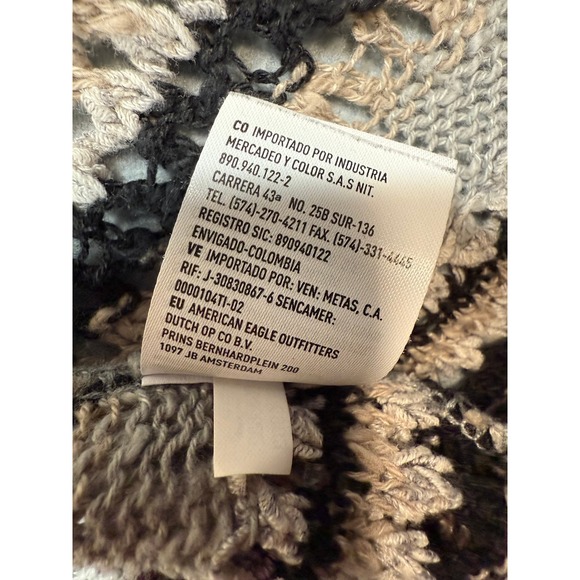 CO IMPORTADO POR INDUSTRIA
MERCADEO Y COLOR S.A.S NIT.
890.940.122-2
CARRERA 43ª NO. 25B SUR-136
TEL. (574)-270-4211 FAX. (574)-331-4445
REGISTRO SIC: 890940122
ENVIGADO-COLOMBIA
VE IMPORTADO POR: VEN: METAS, C.A.
RIF: J-30830867-6 SENCAMER:
0000104TI-02
EU AMERICAN EAGLE OUTFITTERS
DUTCH OP CO B.V.
PRINS BERNHARDPLEIN 200
1097 JB AMSTERDAM